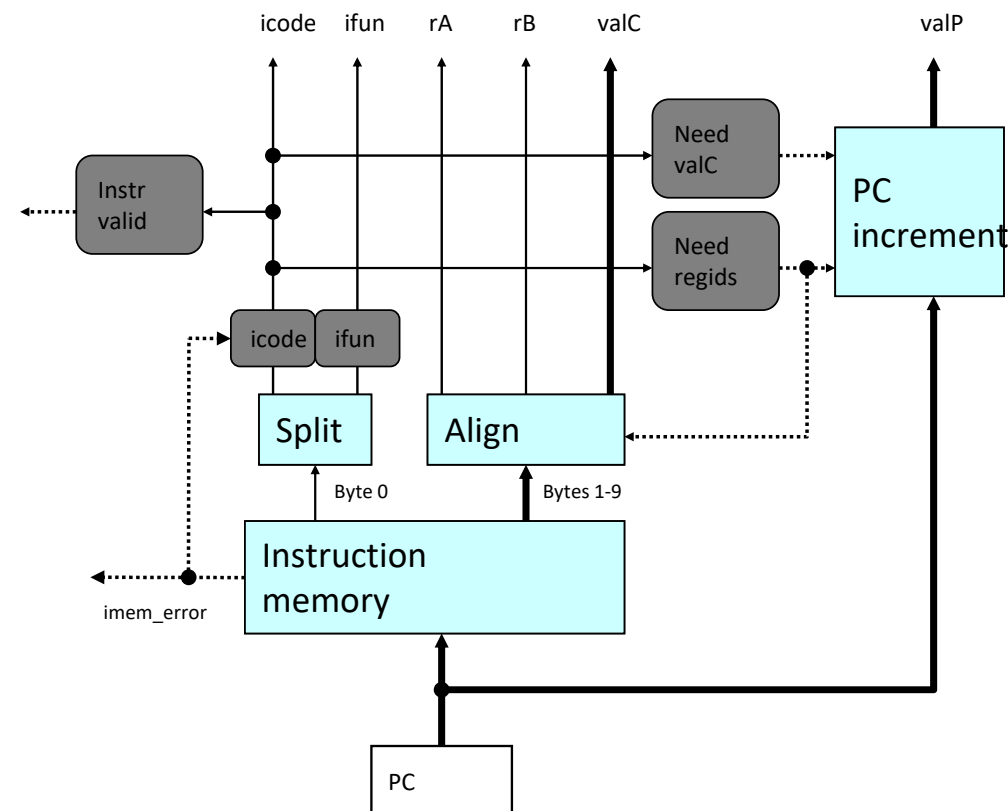 icode ifun rA rB valC valP
Need
valC
Instr
valid
PC
increment
Need
regids
icode ifun
Split Align
Byte 0 Bytes 1-9
Instruction
memory
imem_error
PC